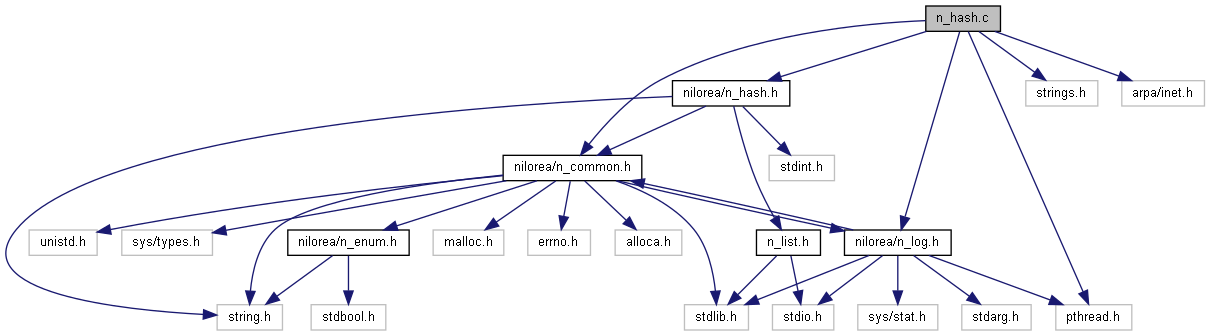 n_hash.c
nilorea/n_hash.h
strings.h
arpa/inet.h
nilorea/n_common.h
stdint.h
unistd.h
sys/types.h
nilorea/n_enum.h
malloc.h
errno.h
alloca.h
n_list.h
nilorea/n_log.h
string.h
stdbool.h
stdlib.h
stdio.h
sys/stat.h
stdarg.h
pthread.h